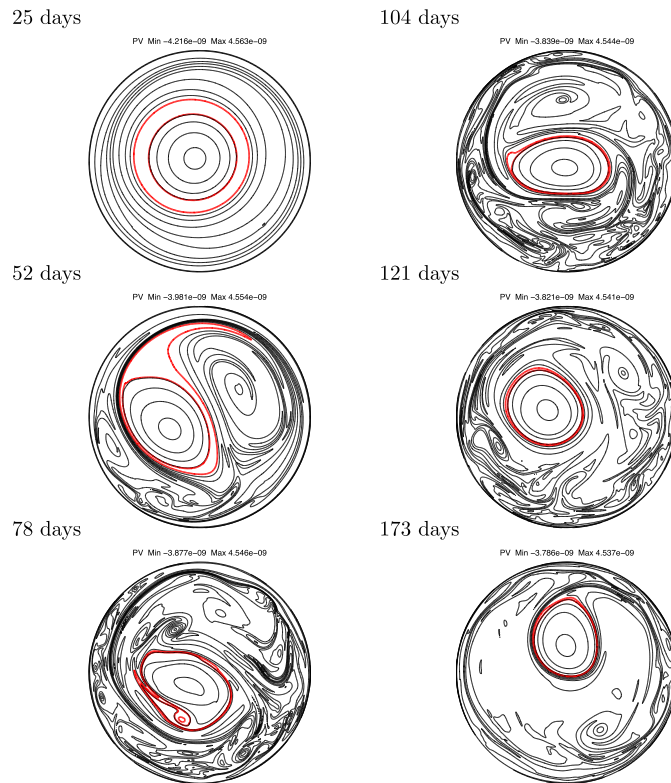 25 days
PV Min −4.216e−09 Max 4.563e−09
104 days
PV Min −3.839e−09 Max 4.544e−09
52 days
PV Min −3.981e−09 Max 4.554e−09
121 days
PV Min −3.821e−09 Max 4.541e−09
78 days
PV Min −3.877e−09 Max 4.546e−09
173 days
PV Min −3.786e−09 Max 4.537e−09